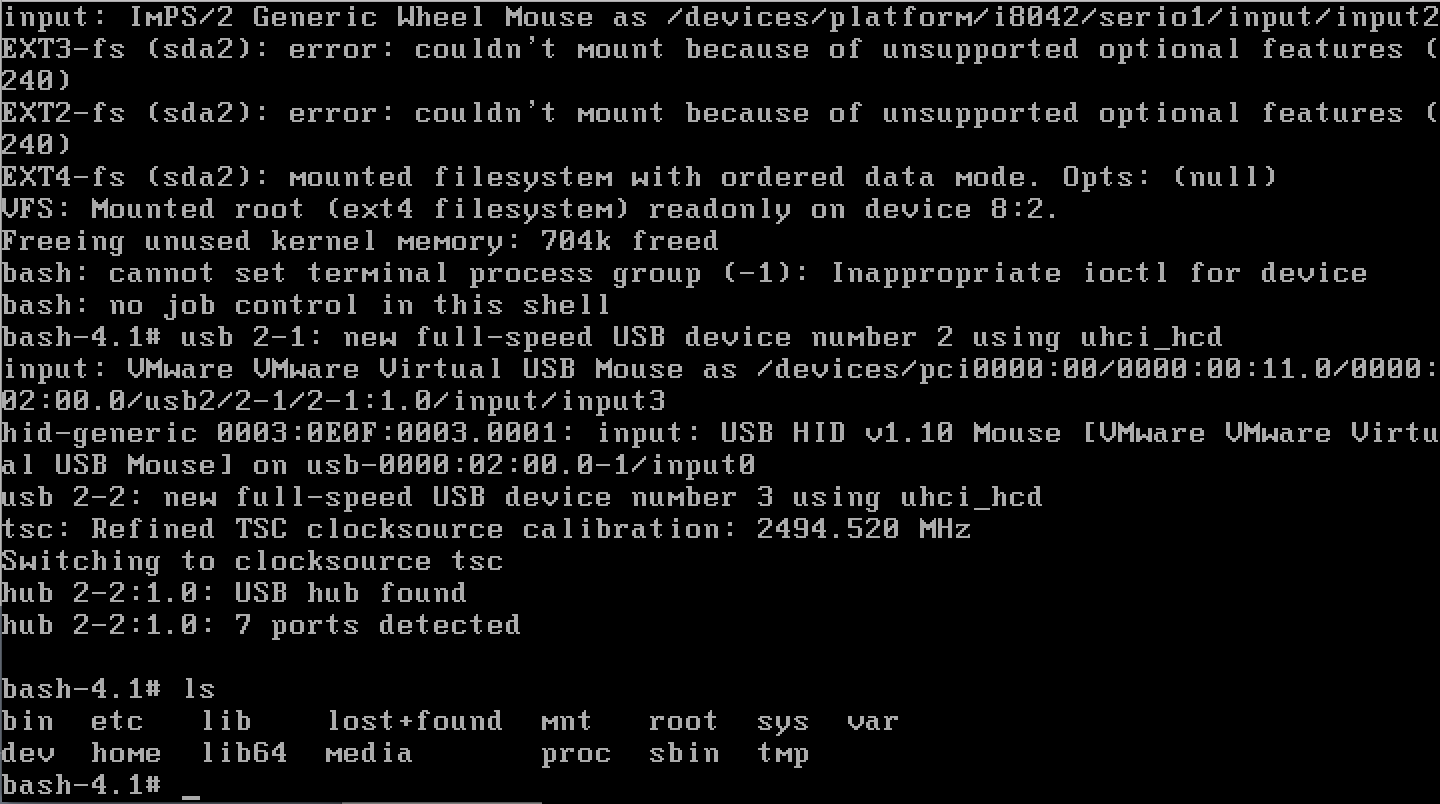 input: ImPS/2 Generic Wheel Mouse as /devices/platform/i8042/serio1/input/input2
EXT3-fs (sda2): error: couldn't mount because of unsupported optional features (
240)
EXT2-fs (sda2): error: couldn't mount because of unsupported optional features (
240)
EXT4-fs (sda2): mounted filesystem with ordered data mode. Opts: (null)
VFS: Mounted root (ext4 filesystem) readonly on device 8:2.
Freeing unused kernel memory: 704k freed
bash: cannot set terminal process group (-1): Inappropriate ioctl for device
bash: no job control in this shell
bash-4.1# usb 2-1: new full-speed USB device number 2 using uhci_hcd
input: VMware VMware Virtual USB Mouse as /devices/pci0000:00/0000:00:11.0/0000:
02:00.0/usb2/2-1/2-1:1.0/input/input3
hid-generic 0003:0E0F:0003.0001: input: USB HID v1.10 Mouse [VMware VMware Virtu
al USB Mouse] on usb-0000:02:00.0-1/input0
usb 2-2: new full-speed USB device number 3 using uhci_hcd
tsc: Refined TSC clocksource calibration: 2494.520 MHz
Switching to clocksource tsc
hub 2-2:1.0: USB hub found
hub 2-2:1.0: 7 ports detected

bash-4.1# ls
bin  etc   lib    lost+found  mnt   root  sys  var
dev  home  lib64  media       proc  sbin  tmp
bash-4.1# _